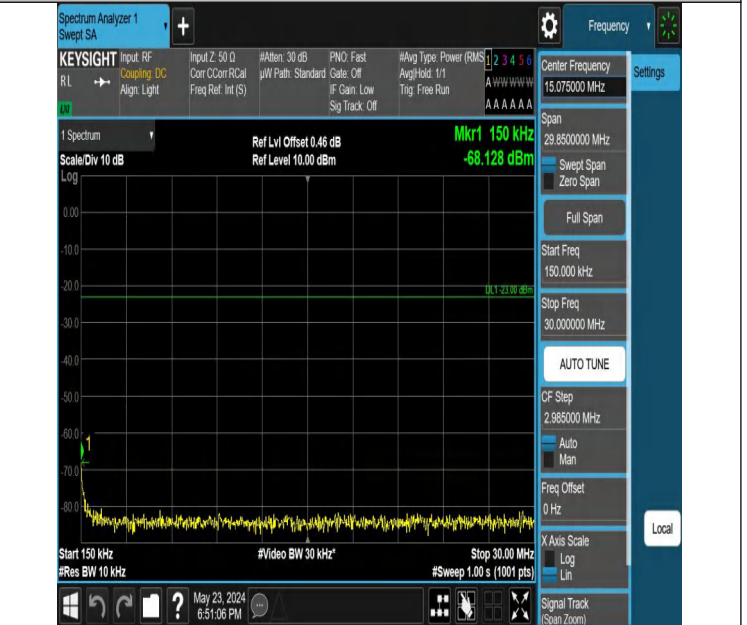 Spectrum Analyzer 1
Swept SA
+
Frequency
KEYSIGHT
RL
LXI
Input: RF
Coupling: DC
Align: Light
Input Z: 50 Ω
Corr CCorr RCal
Freq Ref: Int (S)
#Atten: 30 dB
µW Path: Standard
PNO: Fast
Gate: Off
IF Gain: Low
Sig Track: Off
#Avg Type: Power (RMS
Avg|Hold: 1/1
Trig: Free Run
1 2 3 4 5 6
A W W W W W
A A A A A A
1 Spectrum
Scale/Div 10 dB
Log
Ref Lvl Offset 0.46 dB
Ref Level 10.00 dBm
Mkr1 150 kHz
-68.128 dBm
0.00
-10.0
-20.0
DL1 -23.00 dBm
-30.0
-40.0
-50.0
-60.0
1
-70.0
-80.0
Start 150 kHz
#Video BW 30 kHz*
Stop 30.00 MHz
#Res BW 10 kHz
#Sweep 1.00 s (1001 pts)
Center Frequency
15.075000 MHz
Settings
Span
29.8500000 MHz
Swept Span
Zero Span
Full Span
Start Freq
150.000 kHz
Stop Freq
30.000000 MHz
AUTO TUNE
CF Step
2.985000 MHz
Auto
Man
Freq Offset
0 Hz
X Axis Scale
Log
Lin
Local
Signal Track
(Span Zoom)
?
May 23, 2024
6:51:06 PM